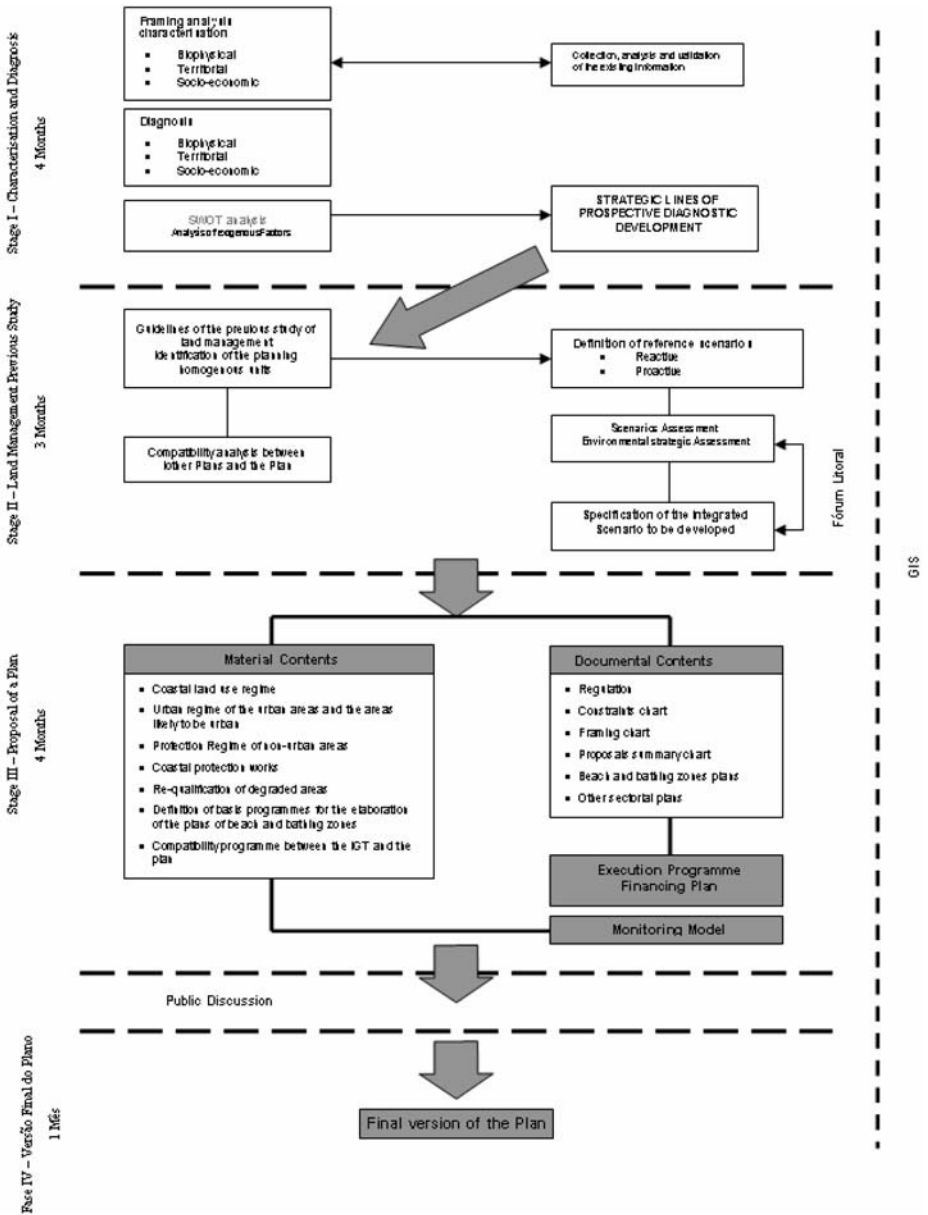 Stage I – Characterisation and Diagnosis
4 Months
Framing analysis
characterisation
▪ Biophysical
▪ Territorial
▪ Socio-economic
Collection, analysis and validation
of the existing information
Diagnosis
▪ Biophysical
▪ Territorial
▪ Socio-economic
SWOT analysis
Analysis of exogenous Factors
STRATEGIC LINES OF
PROSPECTIVE DIAGNOSTIC
DEVELOPMENT
Stage II – Land Management Previous Study
3 Months
Guidelines of the previous study of
land management
Identification of the planning
homogenous units
Definition of reference scenarion
▪ Reactive
▪ Proactive
Compatibility analysis between
lother Plans and the Plan
Scenarios Assessment
Environmental strategic Assessment
Specification of the Integrated
Scenario to be developed
Fórum Litoral
GIS
Stage III – Proposal of a Plan
4 Months
Material Contents
▪ Coastal land use regime
▪ Urban regime of the urban areas and the areas
likely to be urban
▪ Protection Regime of non-urban areas
▪ Coastal protection works
▪ Re-qualification of degraded areas
▪ Definition of basis programmes for the elaboration
of the plans of beach and bathing zones
▪ Compatibility programme between the IGT and the
plan
Documental Contents
▪ Regulation
▪ Constraints chart
▪ Framing chart
▪ Proposals summary chart
▪ Beach and bathing zones plans
▪ Other sectorial plans
Execution Programme
Financing Plan
Monitoring Model
Public Discussion
Fase IV – Versão Final do Plano
1 Mês
Final version of the Plan